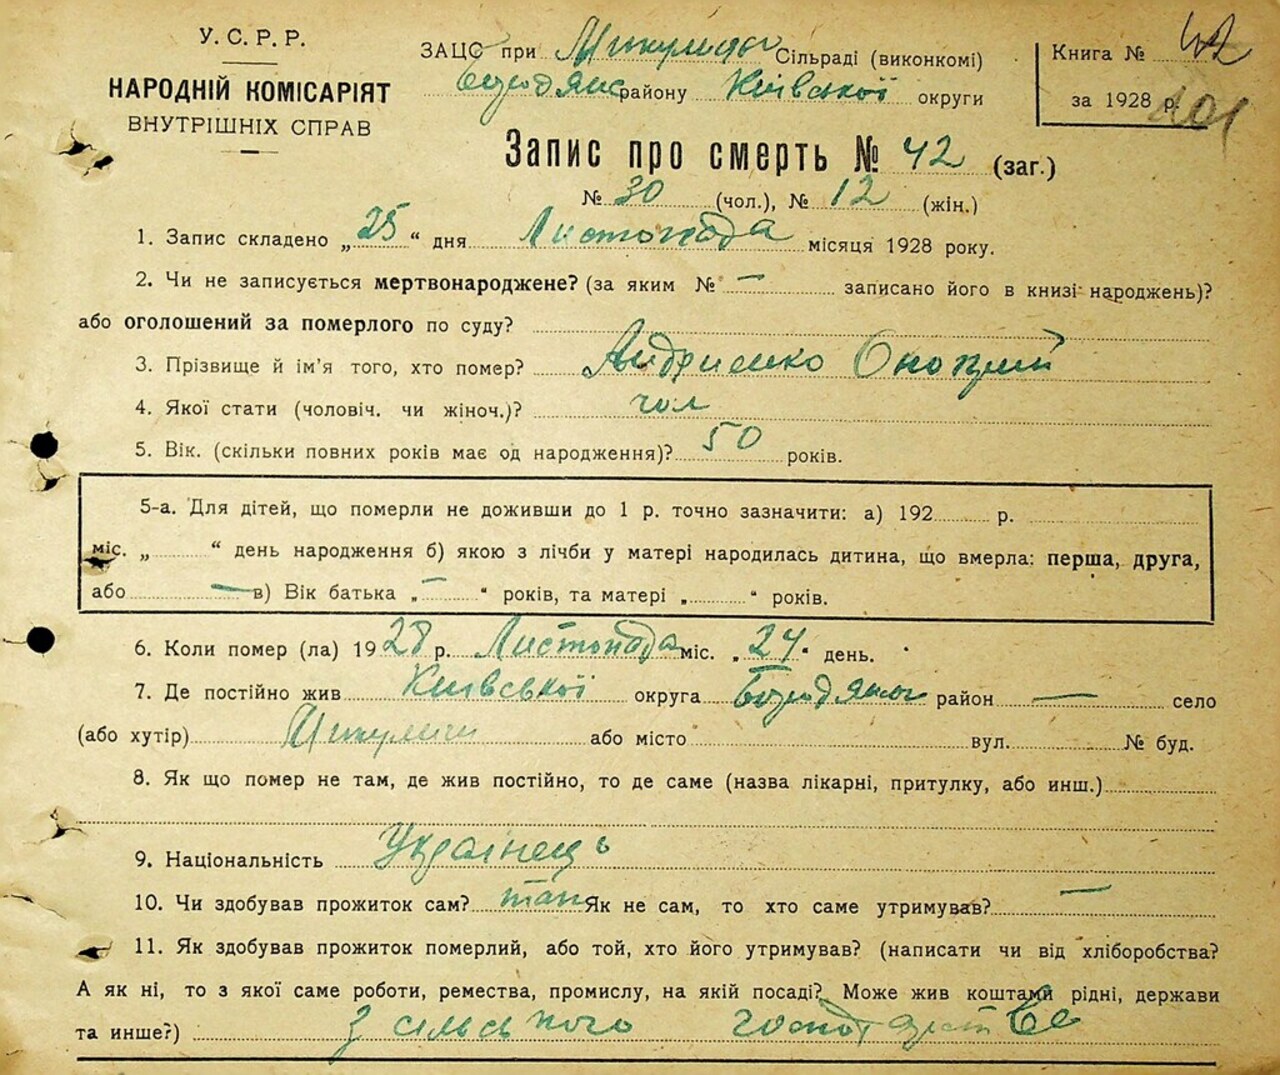 У.С.Р.Р.
НАРОДНІЙ КОМІСАРІЯТ
ВНУТРІШНІХ СПРАВ
ЗАЦС при Сільраді (виконкомі)
району Київської округи
Книга № 42
за 1928 р. 101
Запис про смерть № 42 (заг.)
№ 30 (чол.), № 12 (жін.)
1. Запис складено „25“ дня Листопада місяця 1928 року.
2. Чи не записується мертвонароджене? (за яким № — записано його в книзі народжень)?
або оголошений за померлого по суду?
3. Прізвище й ім'я того, хто помер? Андриенко Оноприй
4. Якої стати (чоловіч. чи жіноч.)? чол
5. Вік. (скільки повних років має од народження)? 50 років.
5-а. Для дітей, що померли не доживши до 1 р. точно зазначити: а) 192 р.
міс. „ “ день народження б) якою з лічби у матері народилась дитина, що вмерла: перша, друга,
або — в) Вік батька „—“ років, та матері „ “ років.
6. Коли помер (ла) 1928 р. Листопада міс. „24“ день.
7. Де постійно жив Київської округа район — село
(або хутір) або місто вул. № буд.
8. Як що помер не там, де жив постійно, то де саме (назва лікарні, притулку, або инш.)
9. Національність Українець
10. Чи здобував прожиток сам? так Як не сам, то хто саме утримував? —
11. Як здобував прожиток померлий, або той, хто його утримував? (написати чи від хліборобства?
А як ні, то з якої саме роботи, ремества, промислу, на якій посаді? Може жив коштами рідні, держави
та инше?) З сільського господарства